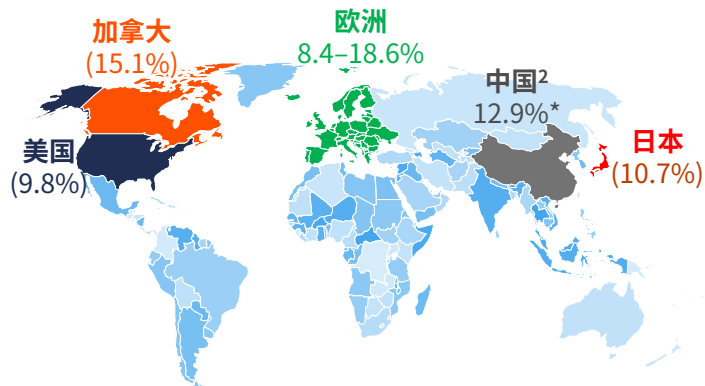 加拿大
(15.1%)
欧洲
8.4–18.6%
中国²
12.9%*
美国
(9.8%)
日本
(10.7%)